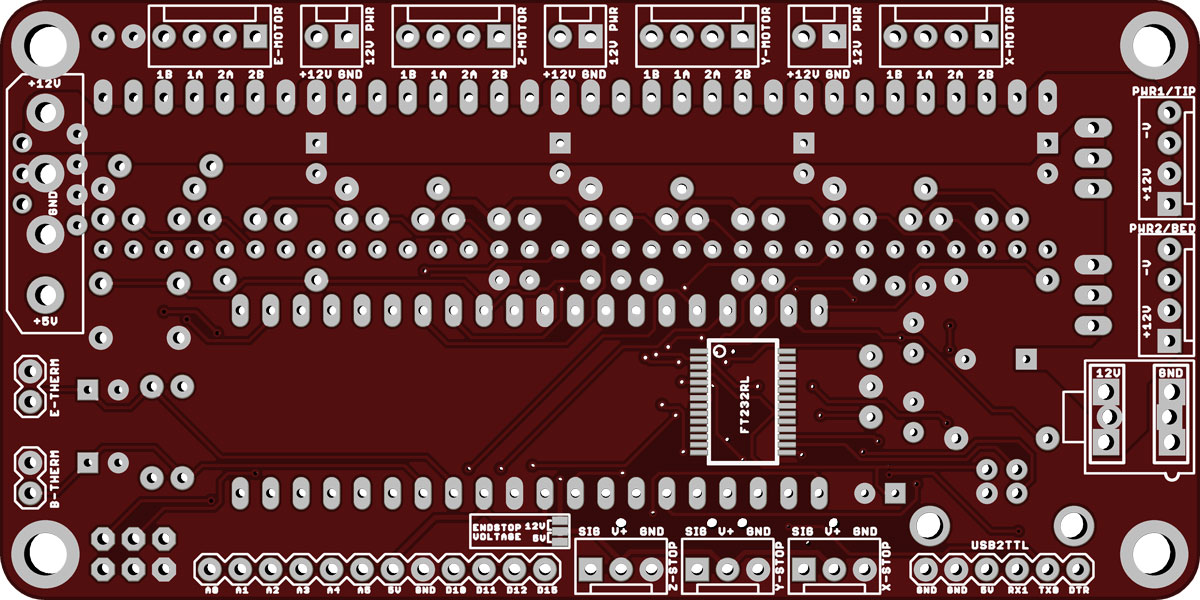 E-MOTOR
12V PWR
Z-MOTOR
12V PWR
Y-MOTOR
12V PWR
X-MOTOR
1B 1A 2A 2B
+12V GND
1B 1A 2A 2B
+12V GND
1B 1A 2A 2B
+12V GND
1B 1A 2A 2B
+12V
GND
+5V
PWR1/TIP
-V
+12V
PWR2/BED
-V
+12V
12V GND
E-THERM
B-THERM
FT232RL
ENDSTOP 12V
VOLTAGE 5V
SIG V+ GND
Z-STOP
SIG V+ GND
Y-STOP
SIG V+ GND
X-STOP
USB2TTL
A0 A1 A2 A3 A4 A5 5V GND D10 D11 D12 D15
GND GND 5V RX1 TX0 DTR